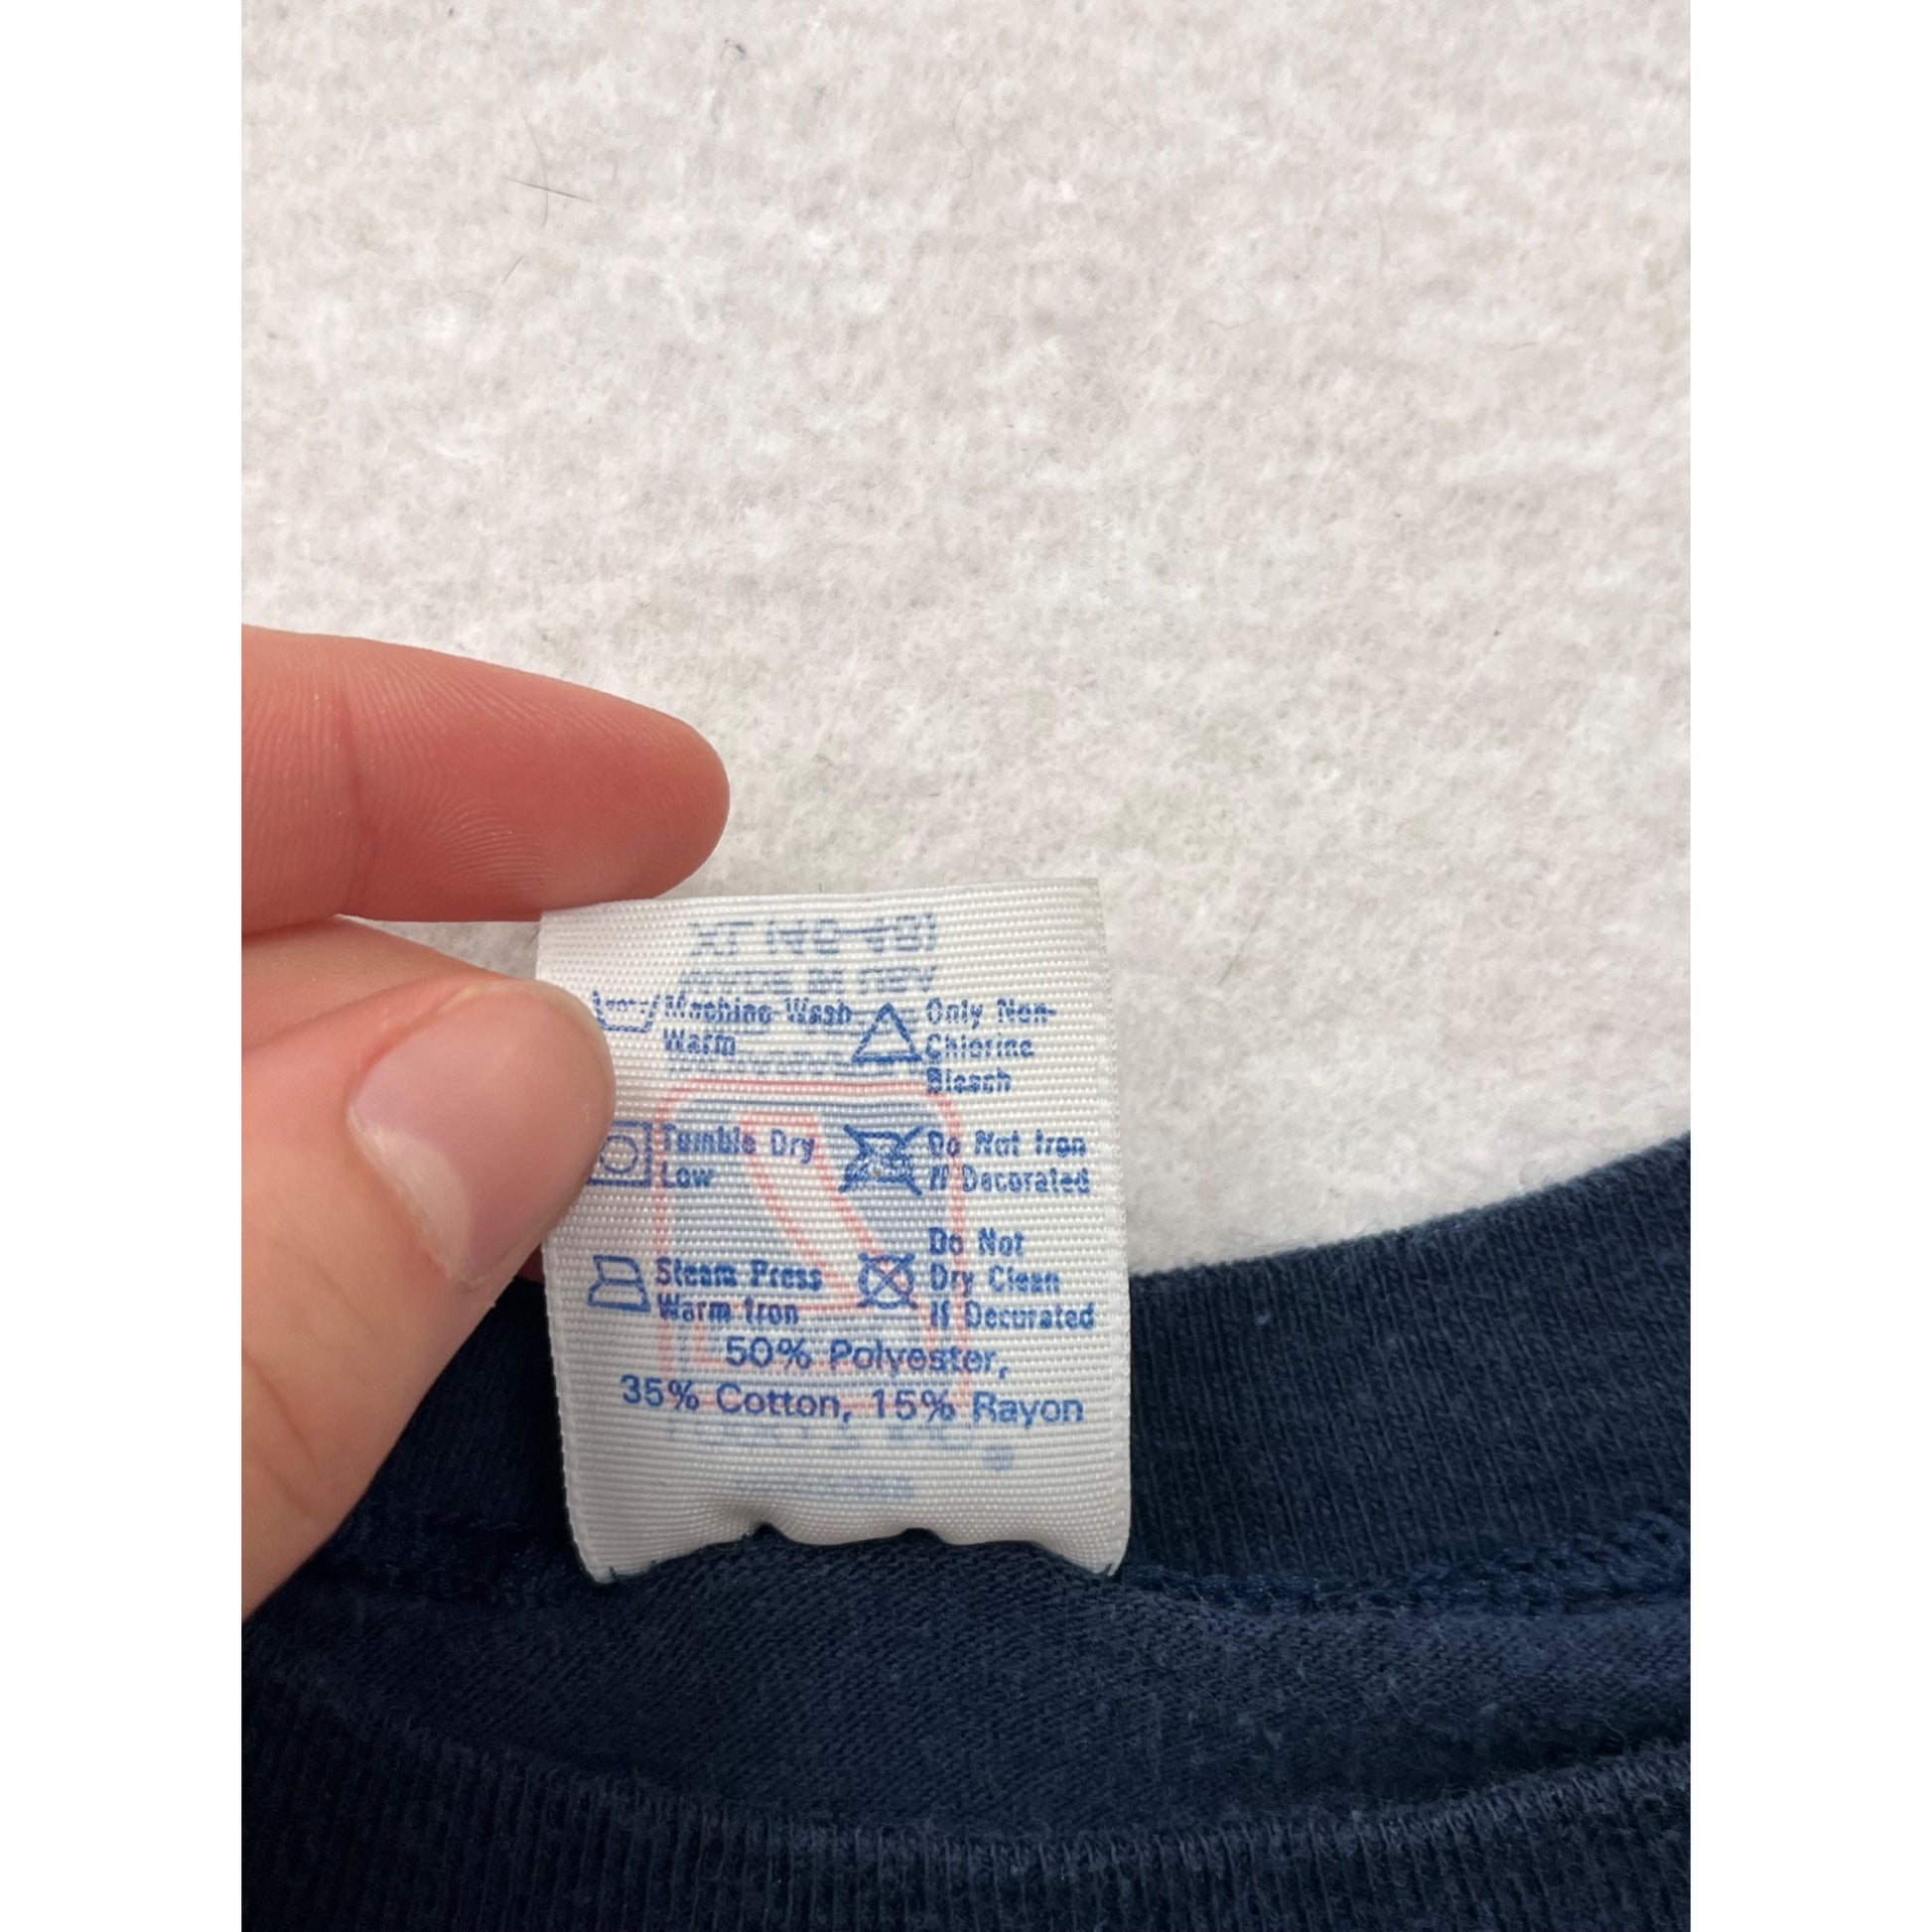 Machine Wash
Warm
Only Non-
Chlorine
Bleach
Tumble Dry
Low
Do Not Iron
If Decorated
Steam Press
Warm Iron
Do Not
Dry Clean
If Decorated
50% Polyester,
35% Cotton, 15% Rayon